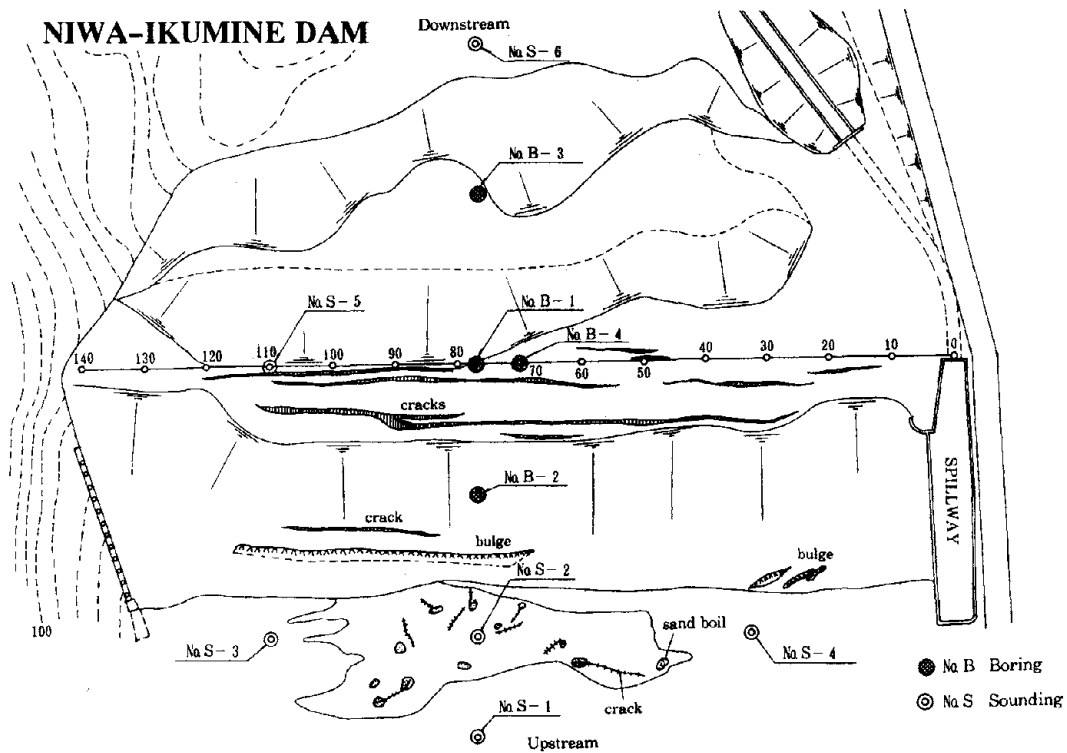 NIWA-IKUMINE DAM
Downstream
No S-6
No B-3
No S-5
No B-1
No B-4
140
130
120
110
100
90
80
70
60
50
40
30
20
10
0
cracks
SPILLWAY
No B-2
crack
bulge
bulge
No S-2
100
No S-3
sand boil
No S-4
No B Boring
No S Sounding
No S-1
crack
Upstream